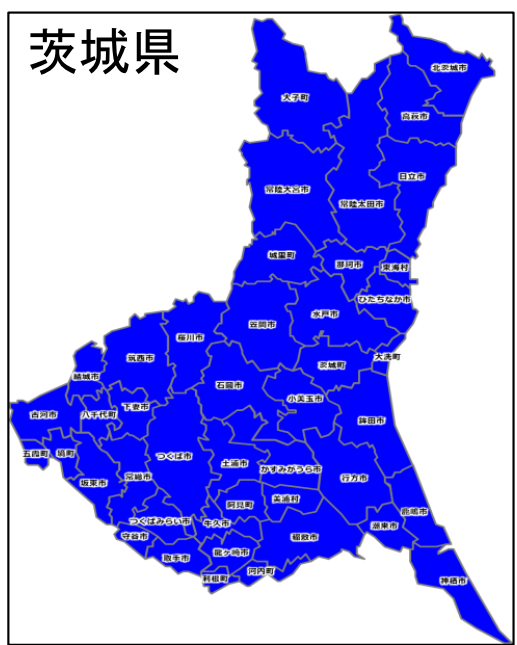 茨城県
北茨城市
大子町
高萩市
日立市
常陸大宮市
常陸太田市
城里町
那珂市
東海村
ひたちなか市
水戸市
笠間市
桜川市
筑西市
大洗町
茨城町
結城市
石岡市
小美玉市
下妻市
八千代町
古河市
鉾田市
五霞町
境町
つくば市
土浦市
かすみがうら市
行方市
坂東市
常総市
美浦村
阿見町
鹿嶋市
つくばみらい市
牛久市
潮来市
守谷市
稲敷市
龍ヶ崎市
取手市
河内町
利根町
神栖市